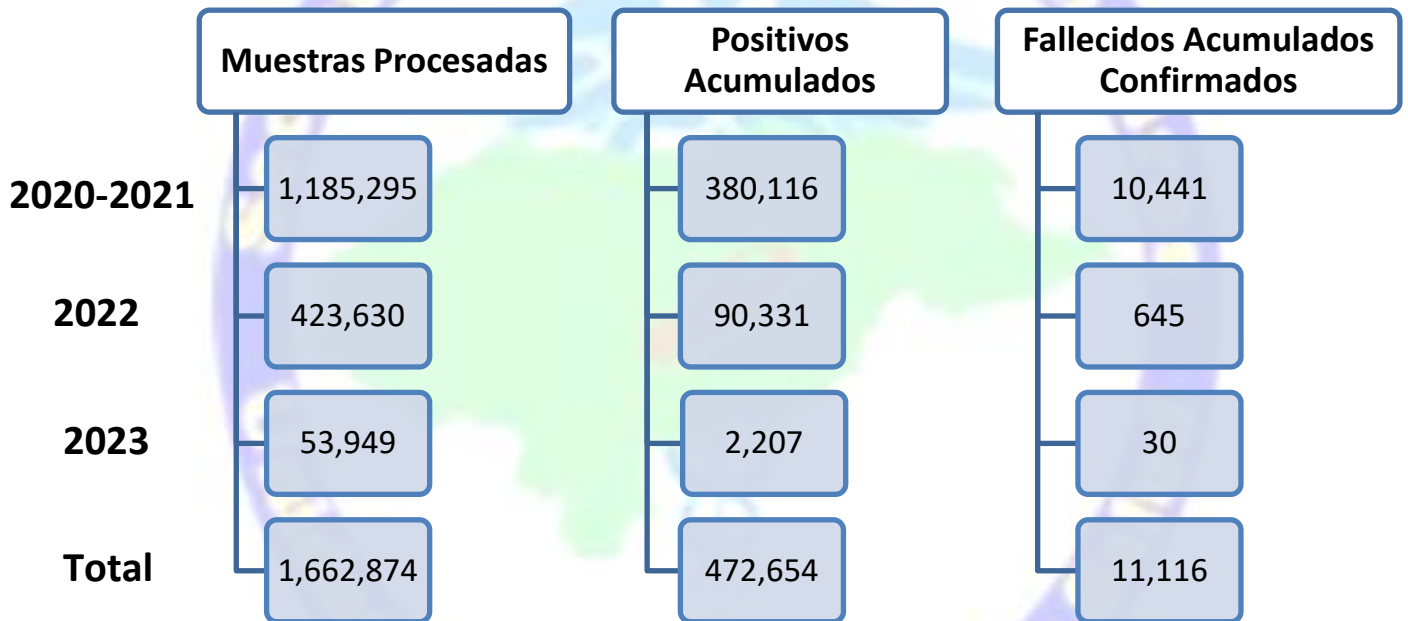 Muestras Procesadas
Positivos
Acumulados
Fallecidos Acumulados
Confirmados
2020-2021
1,185,295
380,116
10,441
2022
423,630
90,331
645
2023
53,949
2,207
30
Total
1,662,874
472,654
11,116